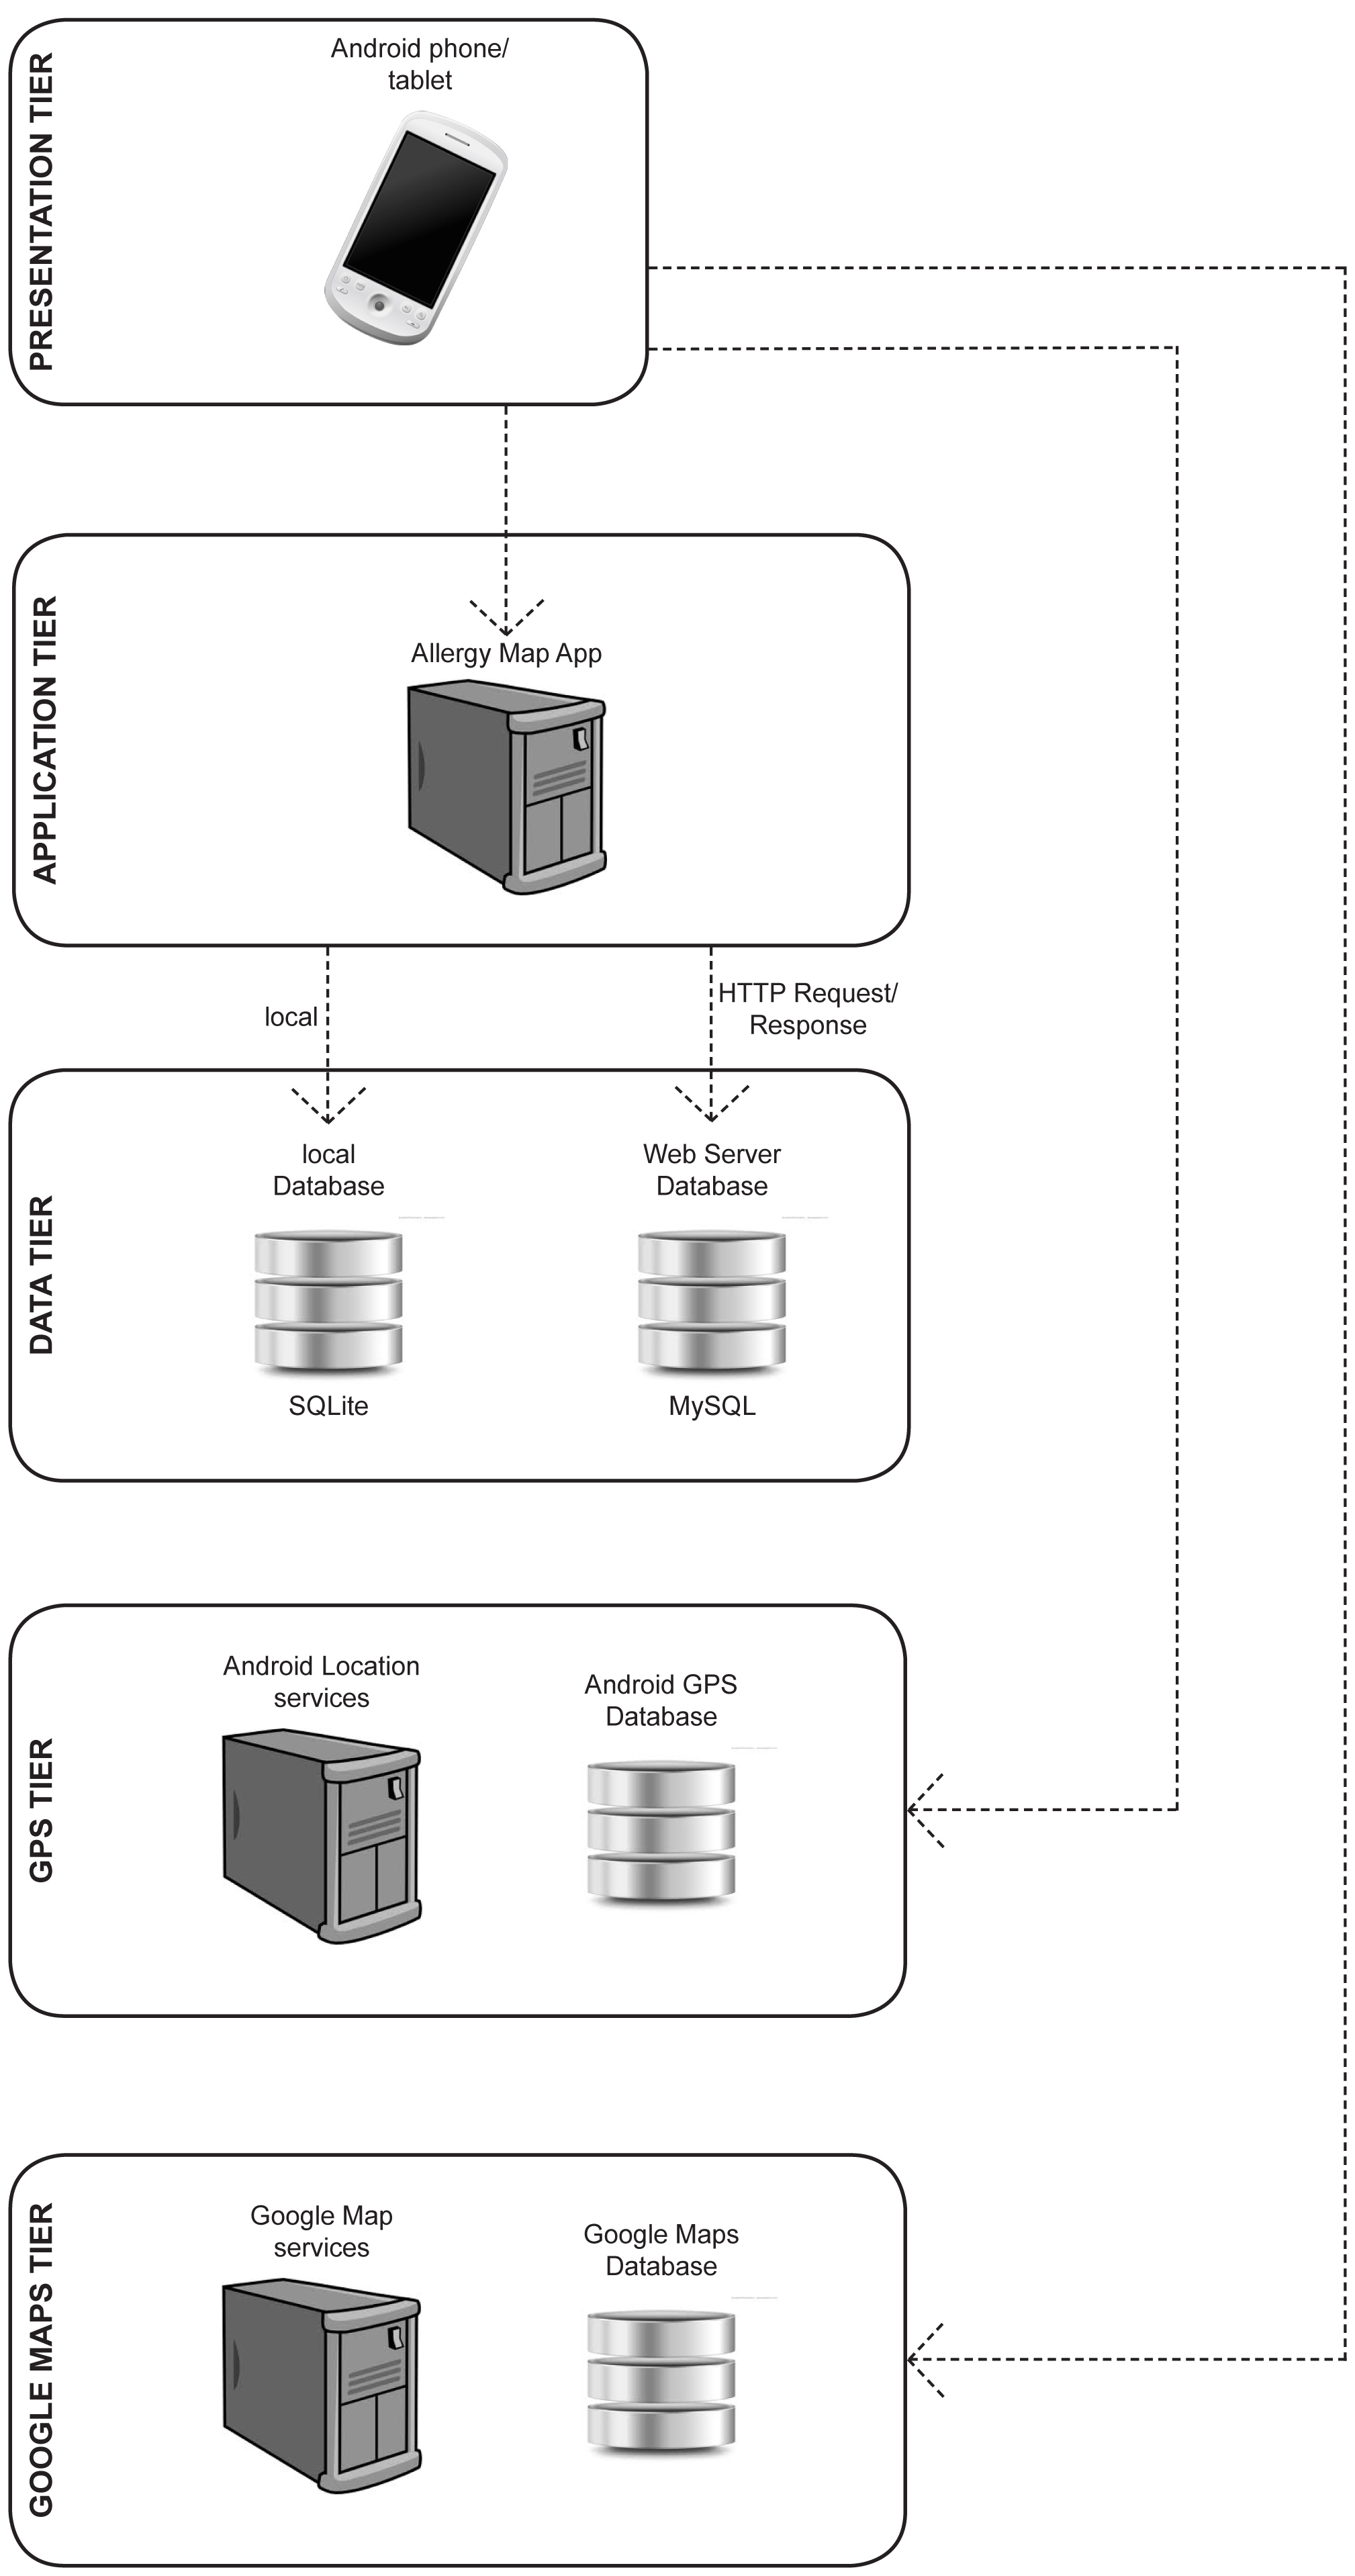 PRESENTATION TIER
Android phone/
tablet
APPLICATION TIER
Allergy Map App
local
HTTP Request/
Response
DATA TIER
local
Database
SQLite
Web Server
Database
MySQL
GPS TIER
Android Location
services
Android GPS
Database
GOOGLE MAPS TIER
Google Map
services
Google Maps
Database